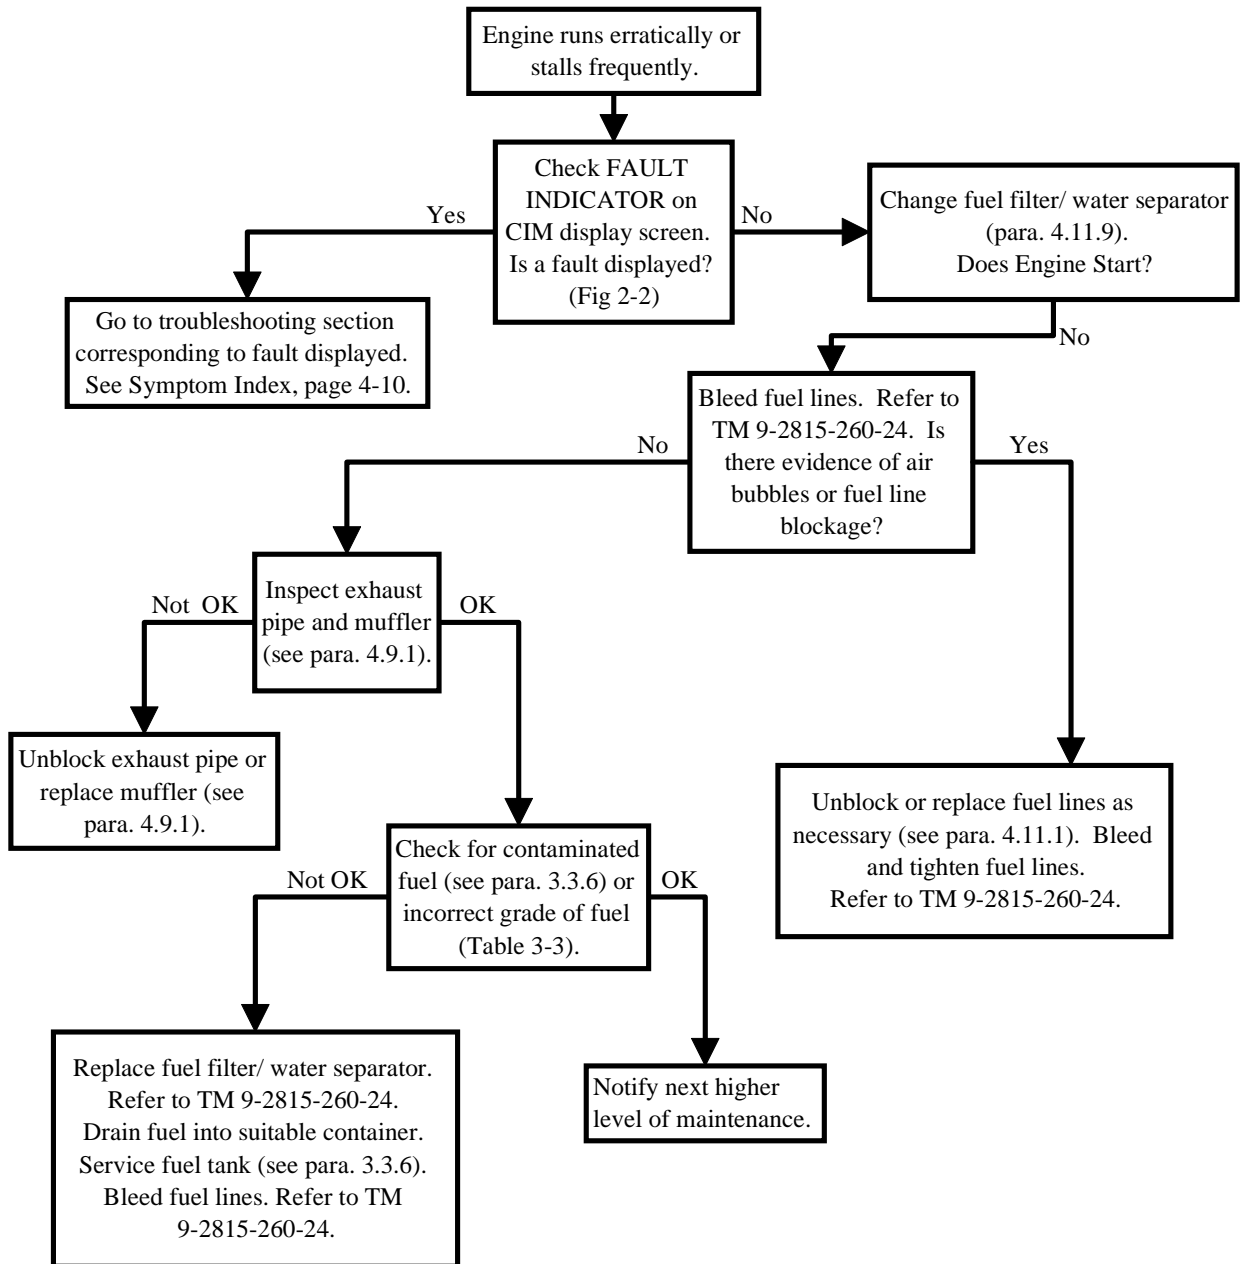 Engine runs erratically or
stalls frequently.
Check FAULT
INDICATOR on
CIM display screen.
Is a fault displayed?
(Fig 2-2)
Yes
No
Change fuel filter/ water separator
(para. 4.11.9).
Does Engine Start?
Go to troubleshooting section
corresponding to fault displayed.
See Symptom Index, page 4-10.
No
Bleed fuel lines. Refer to
TM 9-2815-260-24. Is
there evidence of air
bubbles or fuel line
blockage?
No
Yes
Inspect exhaust
pipe and muffler
(see para. 4.9.1).
Not OK
OK
Unblock exhaust pipe or
replace muffler (see
para. 4.9.1).
Unblock or replace fuel lines as
necessary (see para. 4.11.1). Bleed
and tighten fuel lines.
Refer to TM 9-2815-260-24.
Check for contaminated
fuel (see para. 3.3.6) or
incorrect grade of fuel
(Table 3-3).
Not OK
OK
Replace fuel filter/ water separator.
Refer to TM 9-2815-260-24.
Drain fuel into suitable container.
Service fuel tank (see para. 3.3.6).
Bleed fuel lines. Refer to TM
9-2815-260-24.
Notify next higher
level of maintenance.